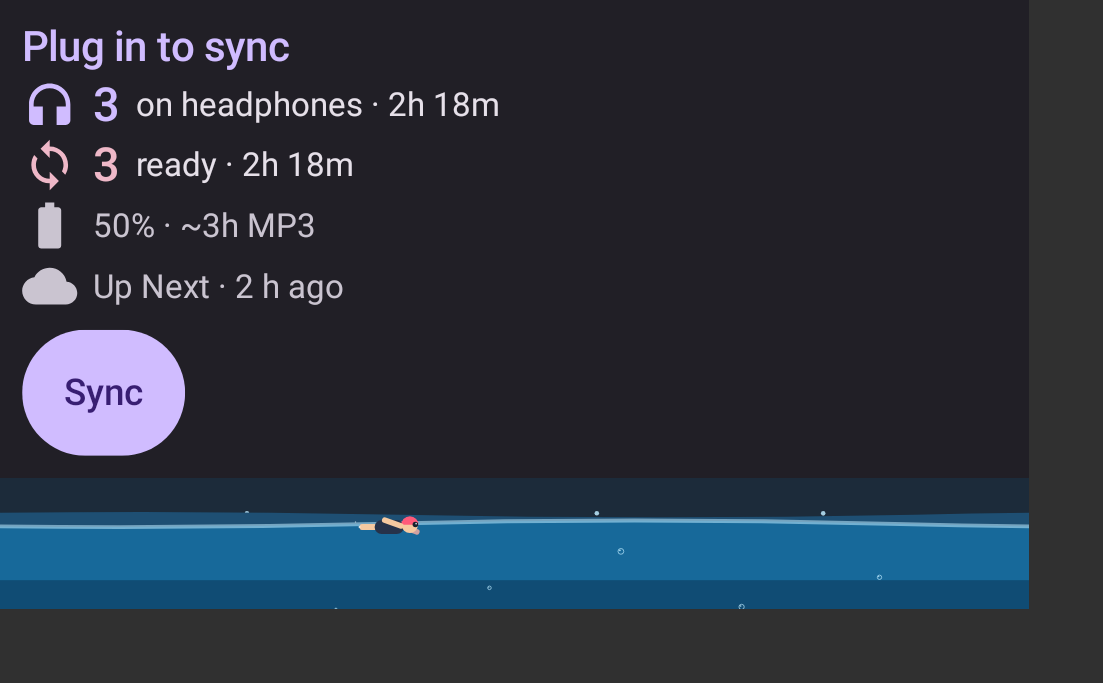 Plug in to sync
3 on headphones · 2h 18m
3 ready · 2h 18m
50% · ~3h MP3
Up Next · 2 h ago
Sync